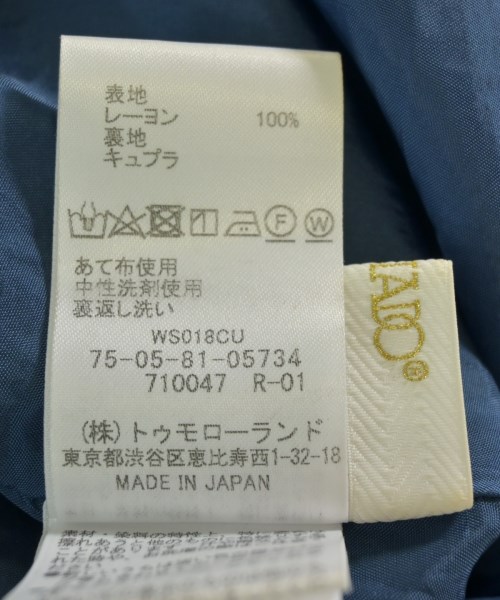 表地
レーヨン 100%
裏地
キュプラ
F W
あて布使用
中性洗剤使用
裏返し洗い
WS018CU
75-05-81-05734
710047 R-01
(株)トゥモローランド
東京都渋谷区恵比寿西1-32-18
MADE IN JAPAN
ADO®